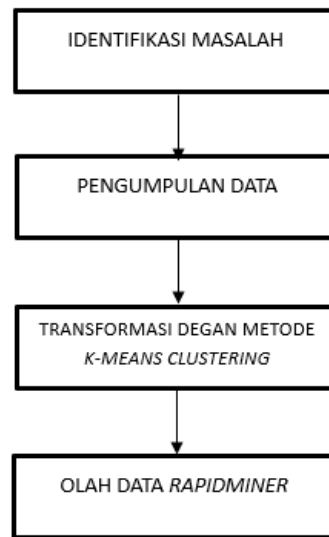 IDENTIFIKASI MASALAH
PENGUMPULAN DATA
TRANSFORMASI DEGAN METODE
K-MEANS CLUSTERING
OLAH DATA RAPIDMINER